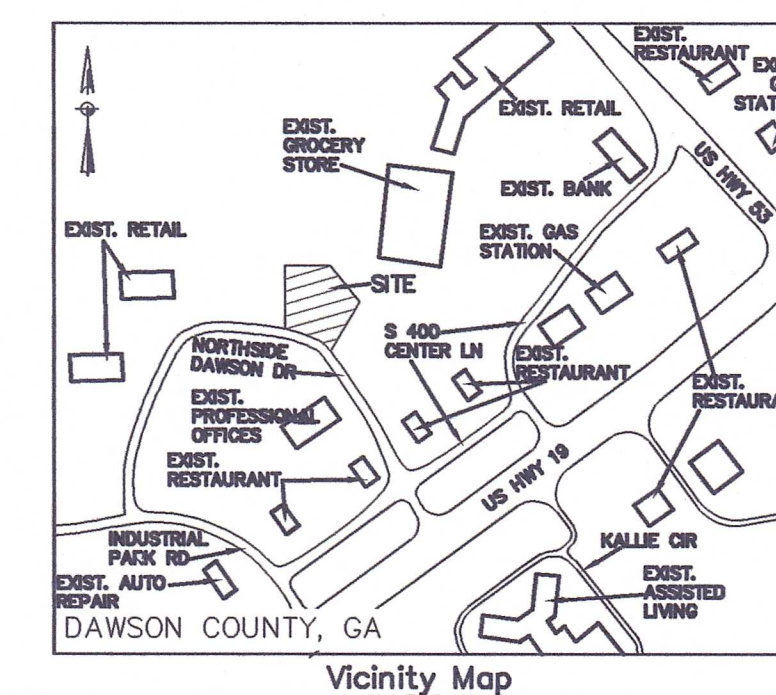 EXIST.
RESTAURANT
EXIST. RETAIL
EXIST.
GROCERY
STORE
EXIST. BANK
US HWY 53
EXIST. RETAIL
EXIST. GAS
STATION
SITE
S 400
CENTER LN
NORTHSIDE
DAWSON DR
EXIST.
RESTAURANT
EXIST.
EXIST.
PROFESSIONAL
OFFICES
EXIST.
RESTAURANT
US HWY 19
INDUSTRIAL
PARK RD
KALLIE CIR
EXIST. AUTO
REPAIR
EXIST.
ASSISTED
LIVING
DAWSON COUNTY, GA
Vicinity Map